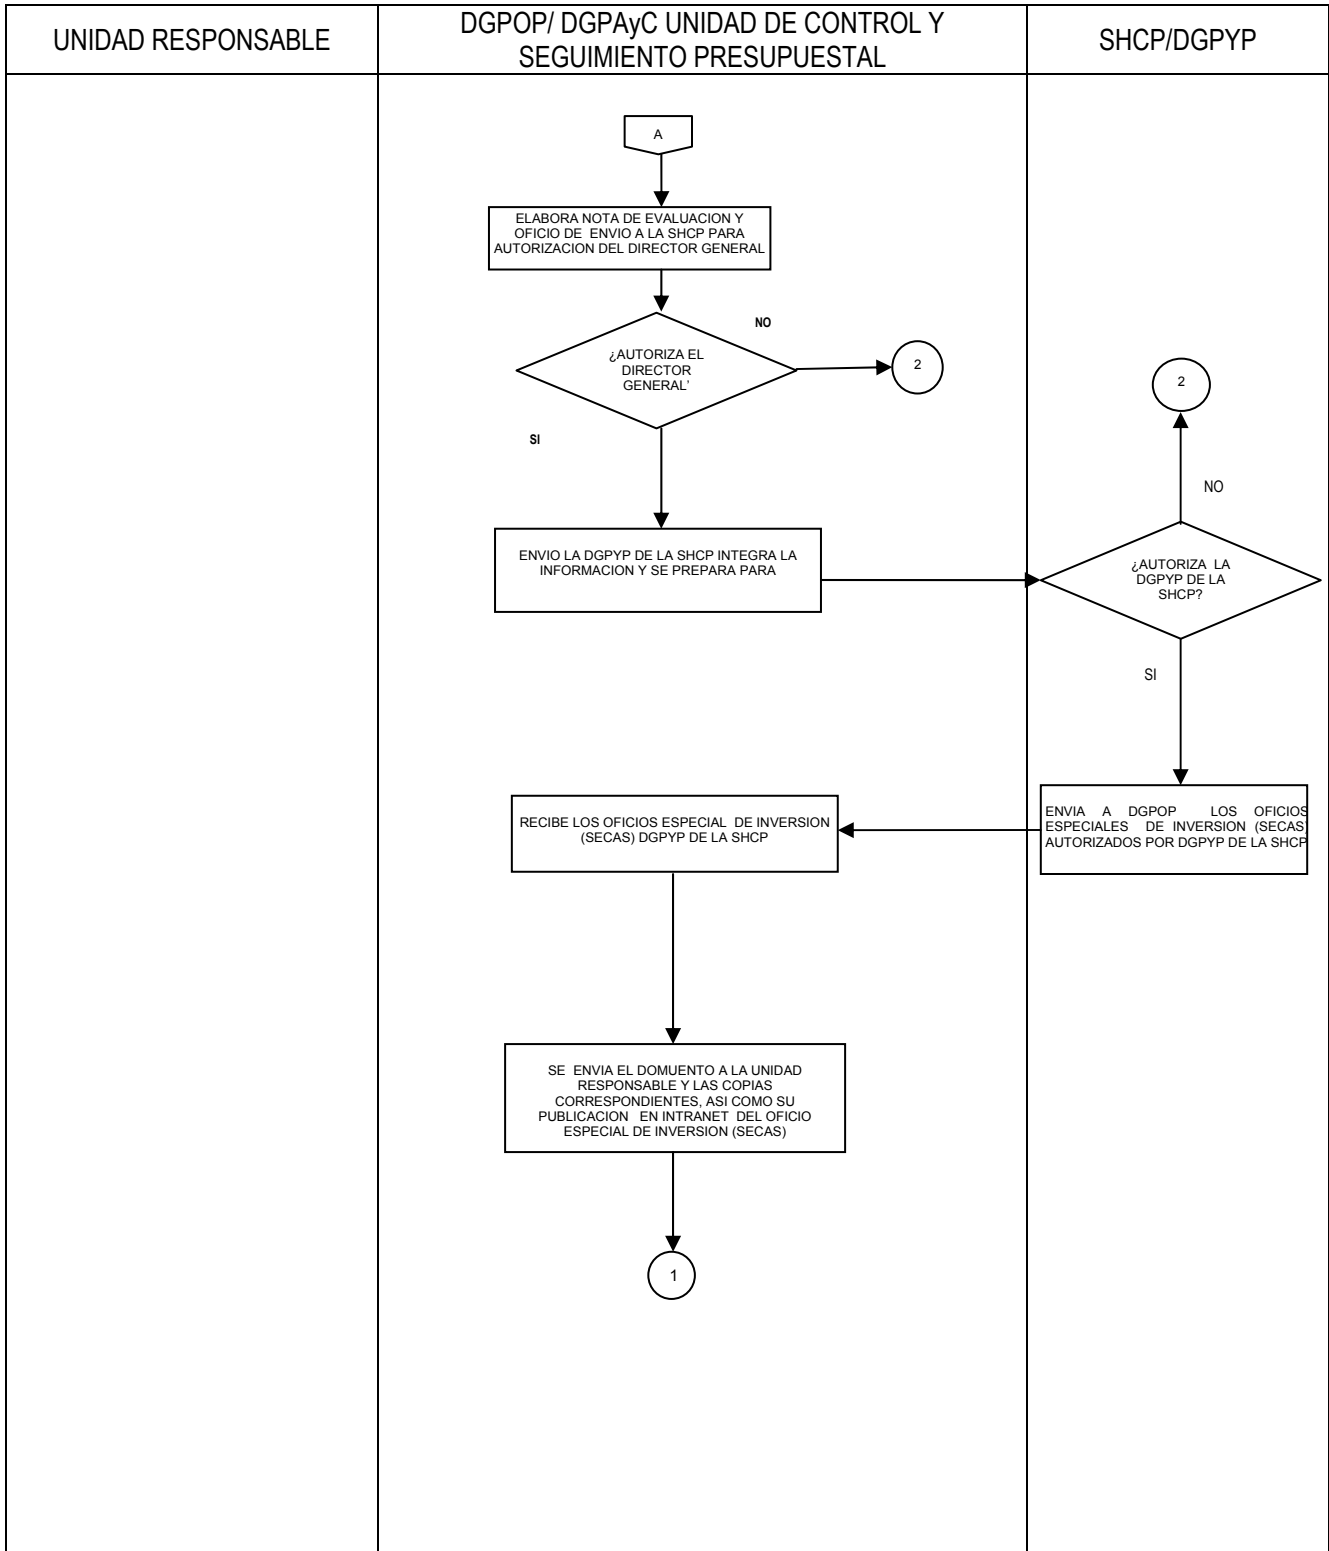 UNIDAD RESPONSABLE
DGPOP/ DGPAyC UNIDAD DE CONTROL Y
SEGUIMIENTO PRESUPUESTAL
SHCP/DGPYP
A
ELABORA NOTA DE EVALUACION Y
OFICIO DE ENVIO A LA SHCP PARA
AUTORIZACION DEL DIRECTOR GENERAL
NO
¿AUTORIZA EL
DIRECTOR
GENERAL'
2
2
SI
NO
ENVIO LA DGPYP DE LA SHCP INTEGRA LA
INFORMACION Y SE PREPARA PARA
¿AUTORIZA LA
DGPYP DE LA
SHCP?
SI
ENVIA A DGPOP LOS OFICIOS
ESPECIALES DE INVERSION (SECAS)
AUTORIZADOS POR DGPYP DE LA SHCP
RECIBE LOS OFICIOS ESPECIAL DE INVERSION
(SECAS) DGPYP DE LA SHCP
SE ENVIA EL DOMUENTO A LA UNIDAD
RESPONSABLE Y LAS COPIAS
CORRESPONDIENTES, ASI COMO SU
PUBLICACION EN INTRANET DEL OFICIO
ESPECIAL DE INVERSION (SECAS)
1